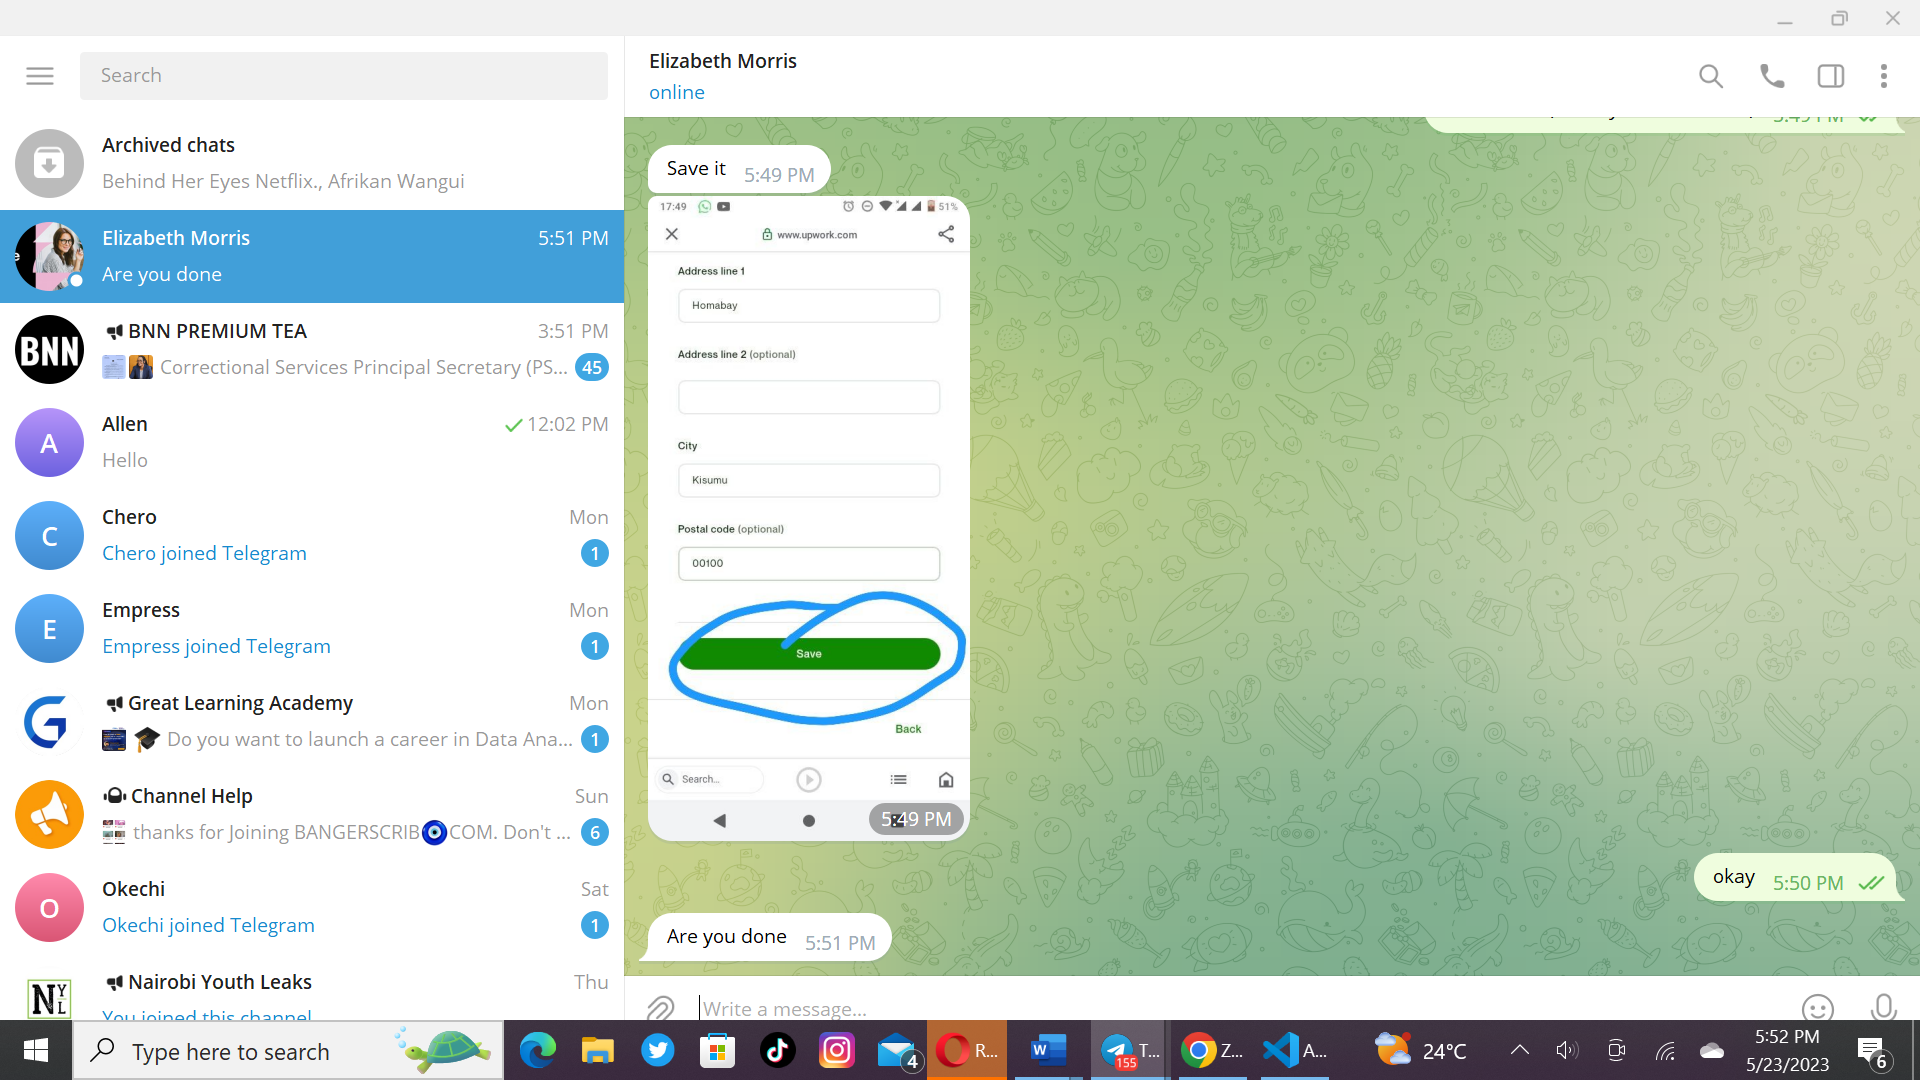 Search
Archived chats
Behind Her Eyes Netflix., Afrikan Wangui
Elizabeth Morris 5:51 PM
Are you done
BNN
BNN PREMIUM TEA 3:51 PM
Correctional Services Principal Secretary (PS... 45
A
Allen 12:02 PM
Hello
C
Chero Mon
Chero joined Telegram 1
E
Empress Mon
Empress joined Telegram 1
G
Great Learning Academy Mon
Do you want to launch a career in Data Ana... 1
Channel Help Sun
thanks for Joining BANGERSCRIB🧿COM. Don't ... 6
O
Okechi Sat
Okechi joined Telegram 1
NYL
Nairobi Youth Leaks Thu
You joined this channel
Elizabeth Morris
online
5:49 PM
Save it 5:49 PM
17:49 51%
www.upwork.com
Address line 1
Homabay
Address line 2 (optional)
City
Kisumu
Postal code (optional)
00100
Save
Back
Search...
5:49 PM
okay 5:50 PM
Are you done 5:51 PM
Write a message...
Type here to search
4
R...
W
155
T...
Z...
A...
24°C
5:52 PM
5/23/2023
6